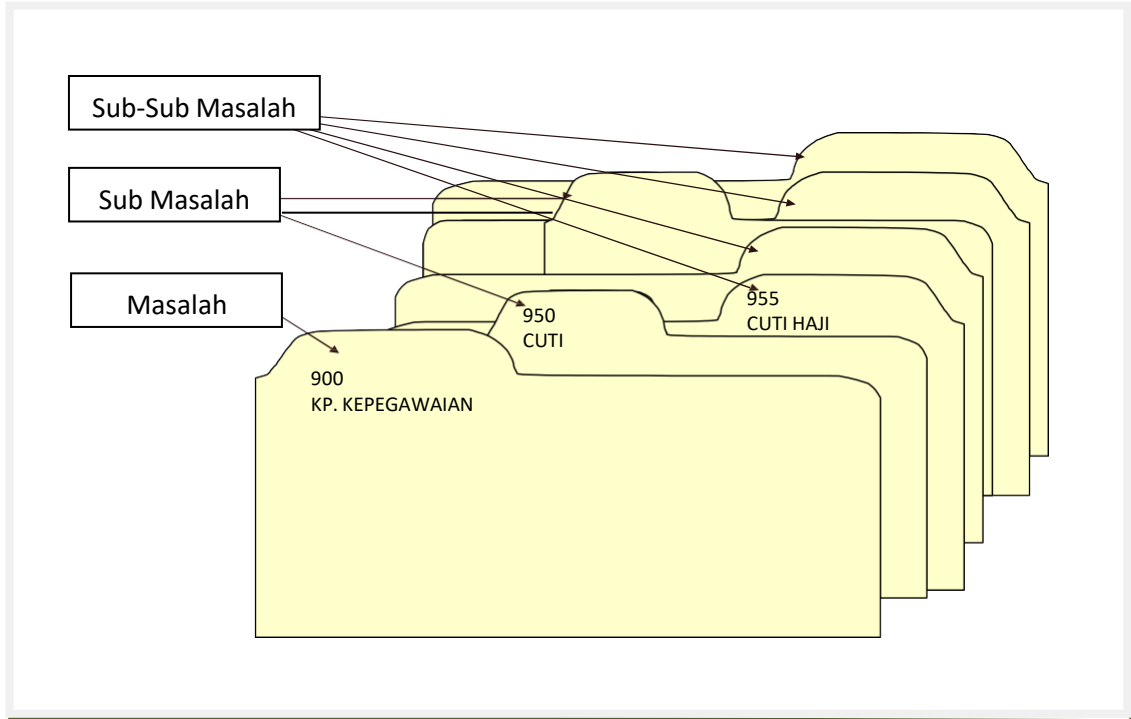 Sub-Sub Masalah
Sub Masalah
Masalah
955
CUTI HAJI
950
CUTI
900
KP. KEPEGAWAIAN